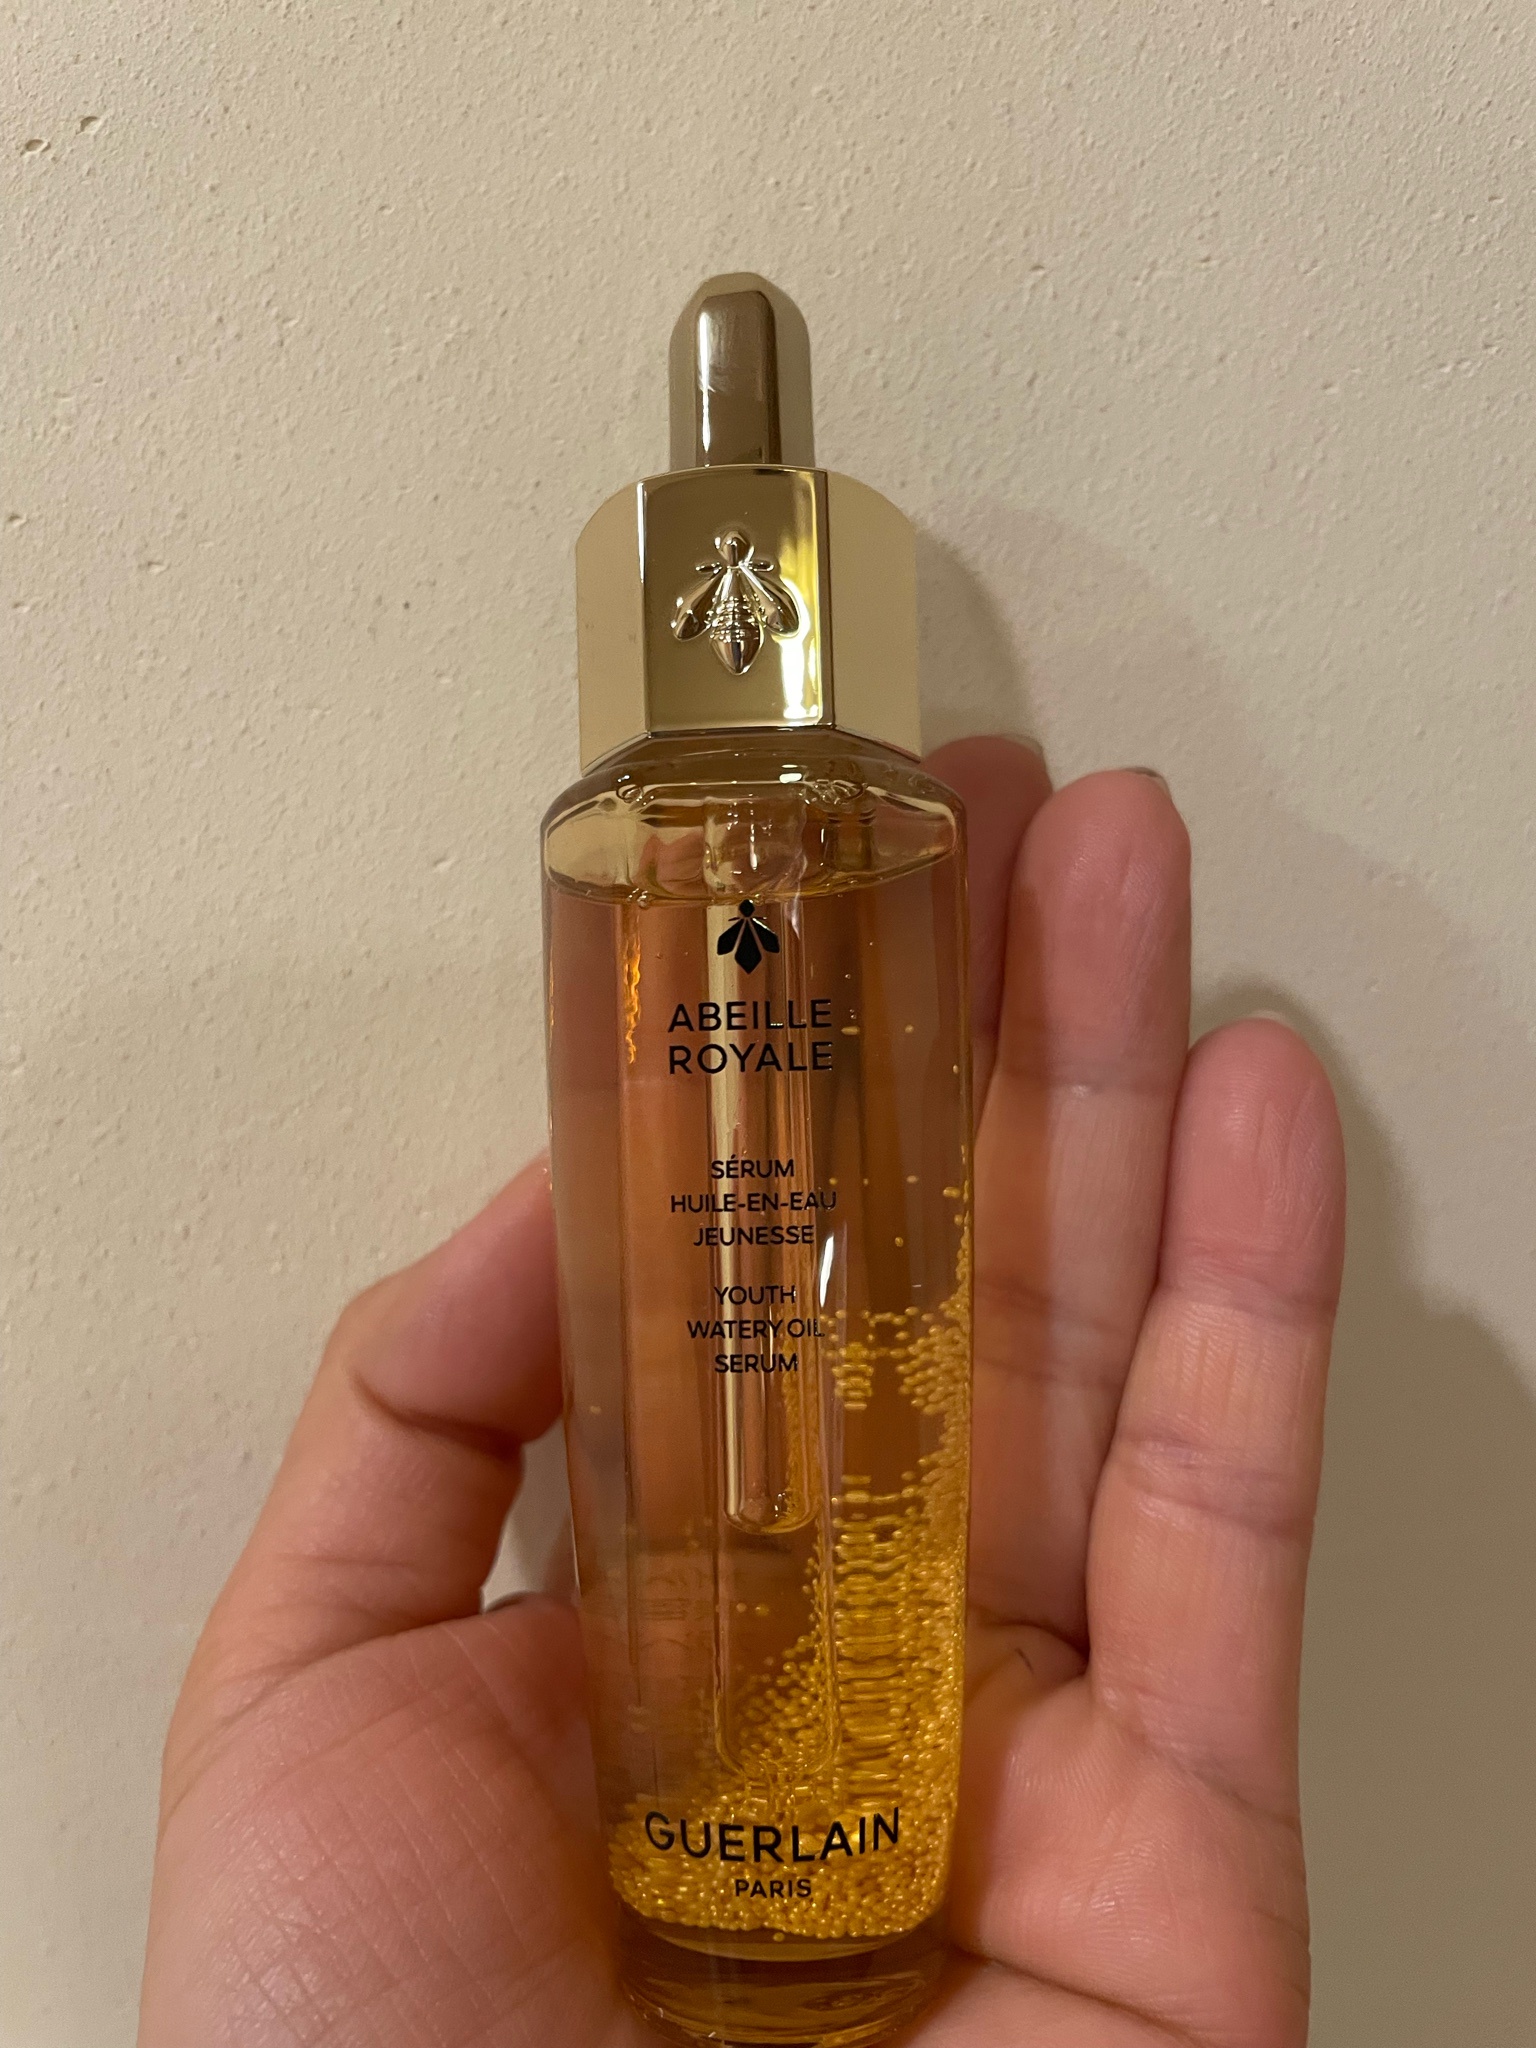 ABEILLE
ROYALE
SÉRUM
HUILE-EN-EAU
JEUNESSE
YOUTH
WATERY OIL
SERUM
GUERLAIN
PARIS